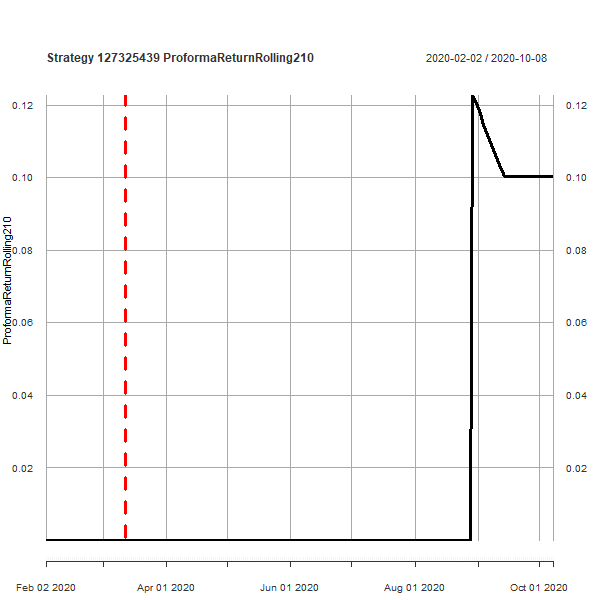 Strategy 127325439 ProformaReturnRolling210
2020-02-02 / 2020-10-08
ProformaReturnRolling210
0.12 0.12
0.10 0.10
0.08 0.08
0.06 0.06
0.04 0.04
0.02 0.02
Feb 02 2020 Apr 01 2020 Jun 01 2020 Aug 01 2020 Oct 01 2020